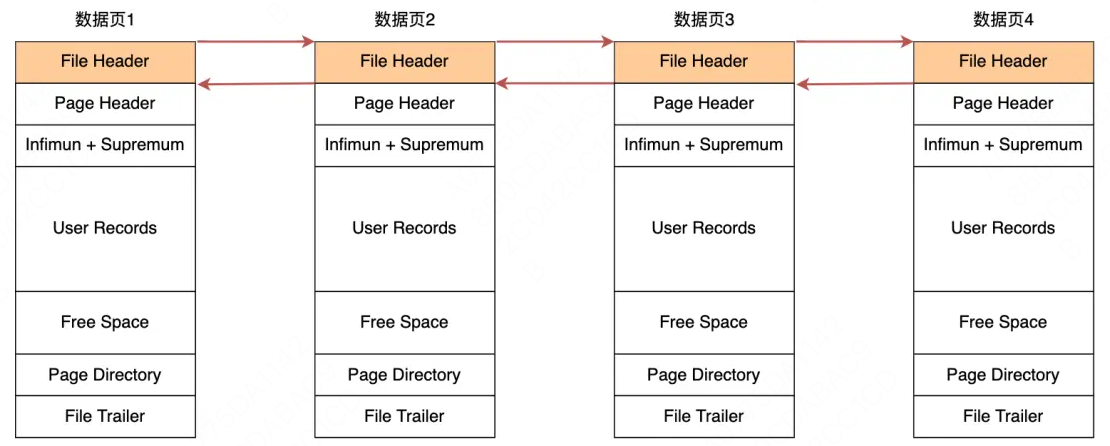 数据页1
数据页2
数据页3
数据页4
File Header
File Header
File Header
File Header
Page Header
Page Header
Page Header
Page Header
Infimun + Supremum
Infimun + Supremum
Infimun + Supremum
Infimun + Supremum
User Records
User Records
User Records
User Records
Free Space
Free Space
Free Space
Free Space
Page Directory
Page Directory
Page Directory
Page Directory
File Trailer
File Trailer
File Trailer
File Trailer